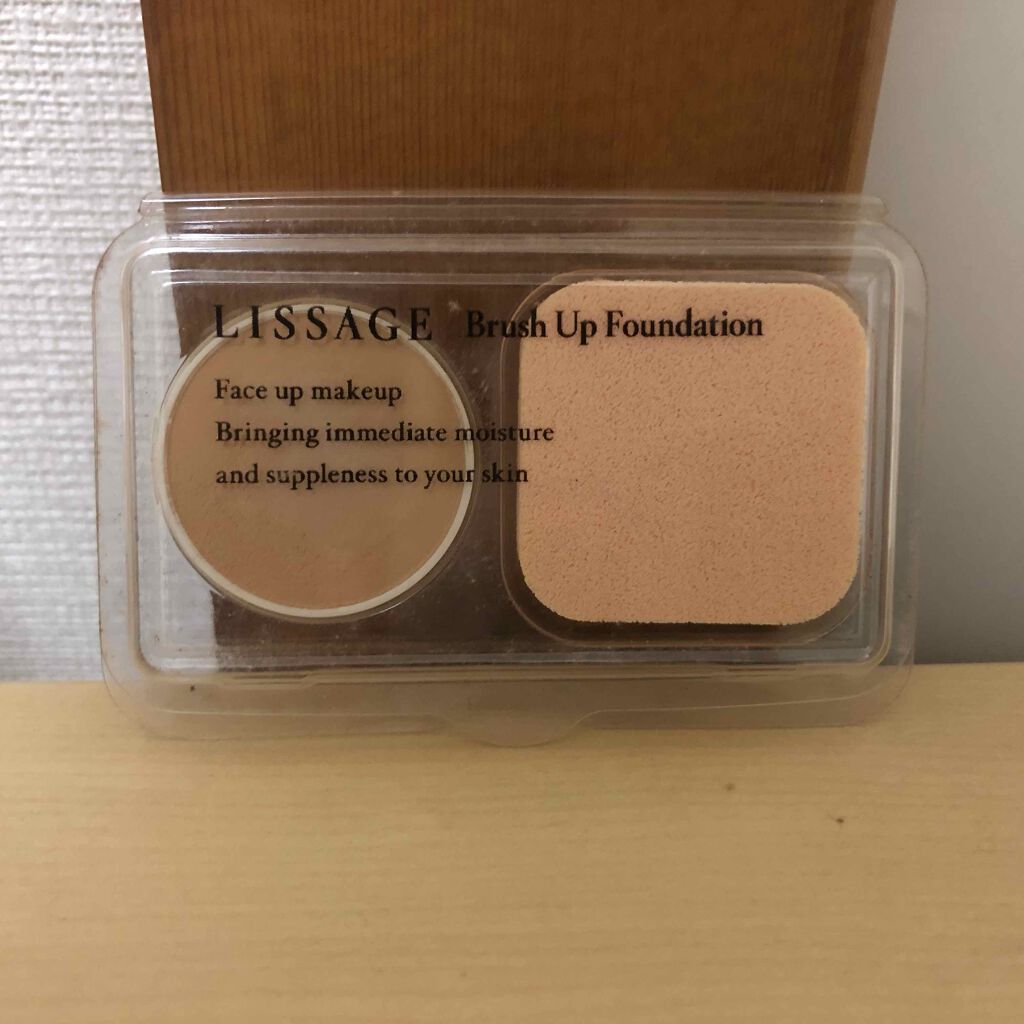 LISSAGE Brush Up Foundation
Face up makeup
Bringing immediate moisture
and suppleness to your skin